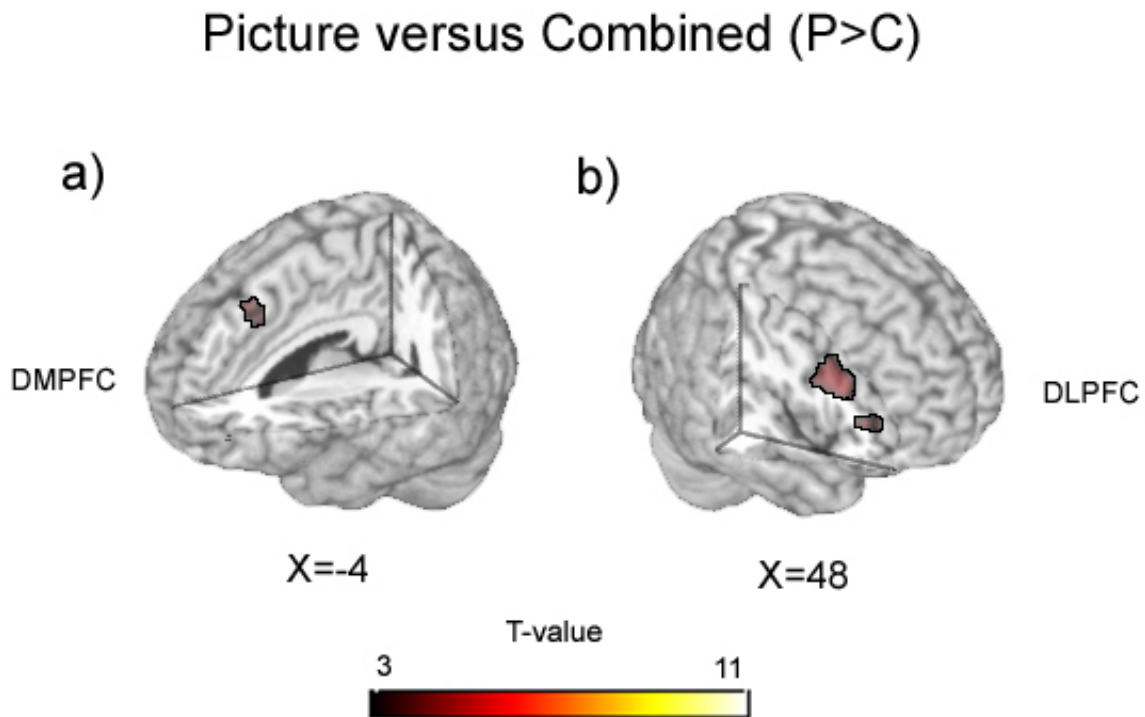 Picture versus Combined (P>C)
a)
b)
DMPFC
DLPFC
X=-4
X=48
T-value
3
11